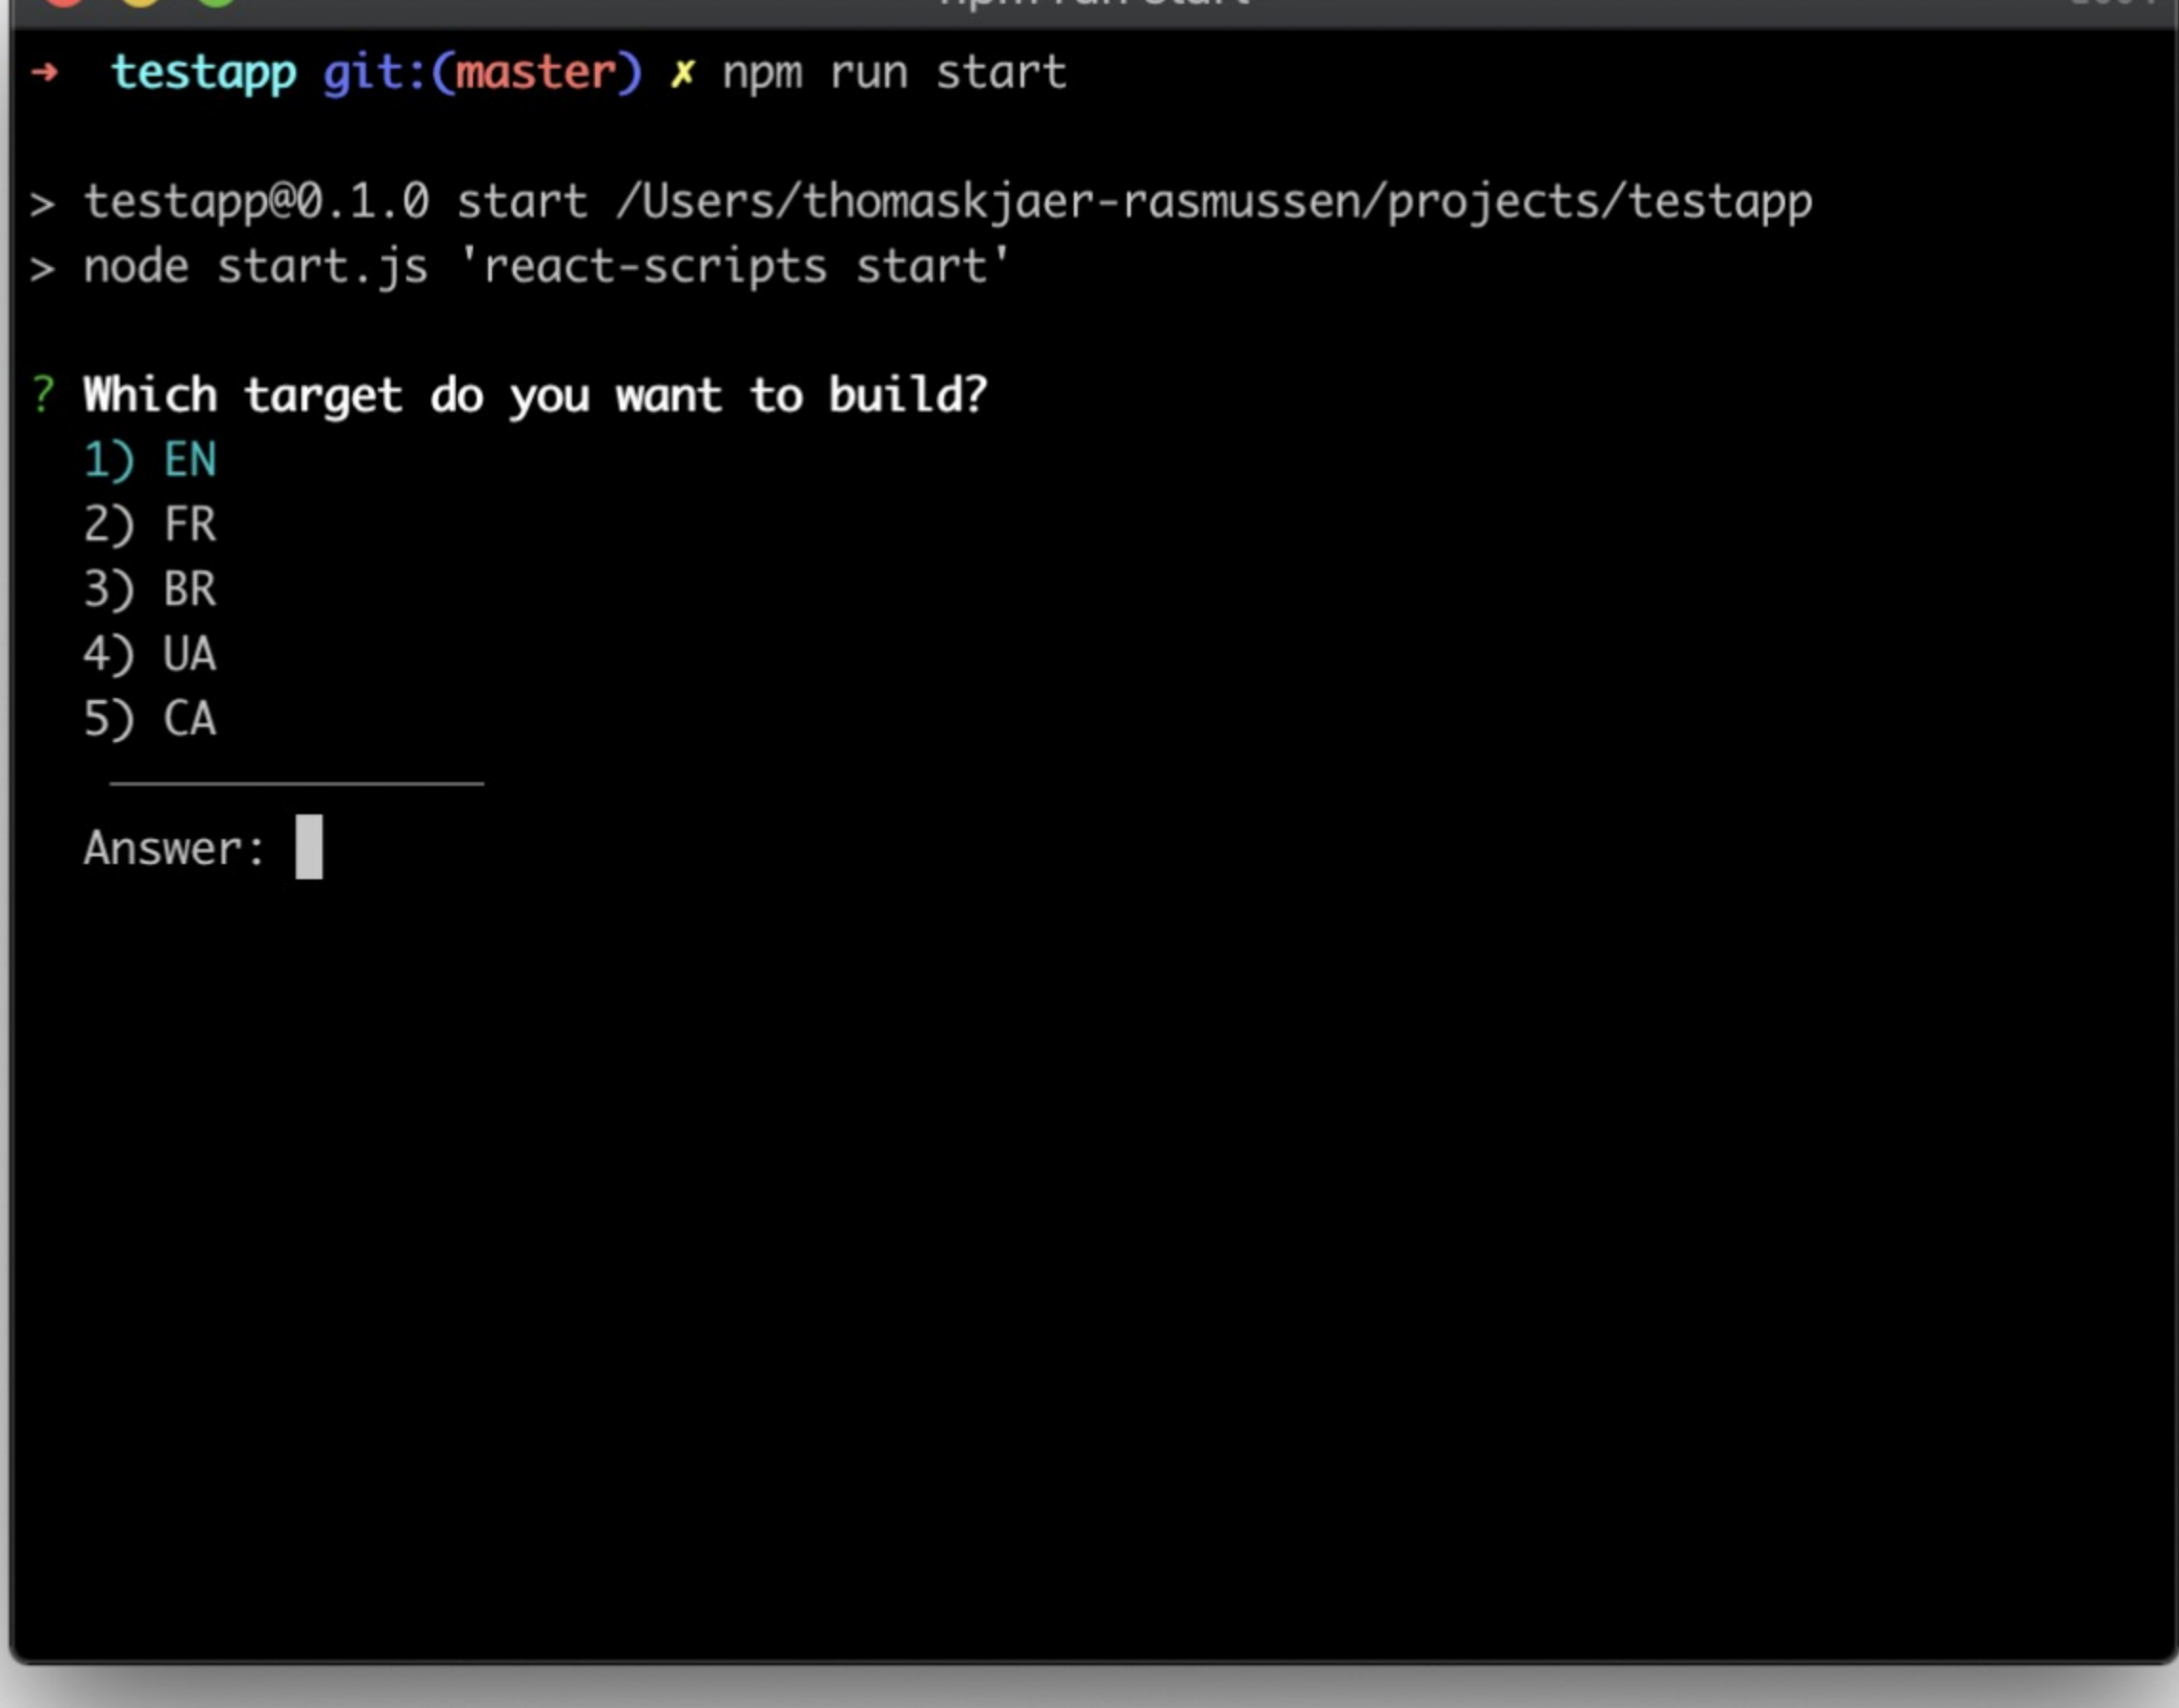 ➜ testapp git:(master) ✗ npm run start
> testapp@0.1.0 start /Users/thomaskjaer-rasmussen/projects/testapp
> node start.js 'react-scripts start'
? Which target do you want to build?
1) EN
2) FR
3) BR
4) UA
5) CA
Answer: